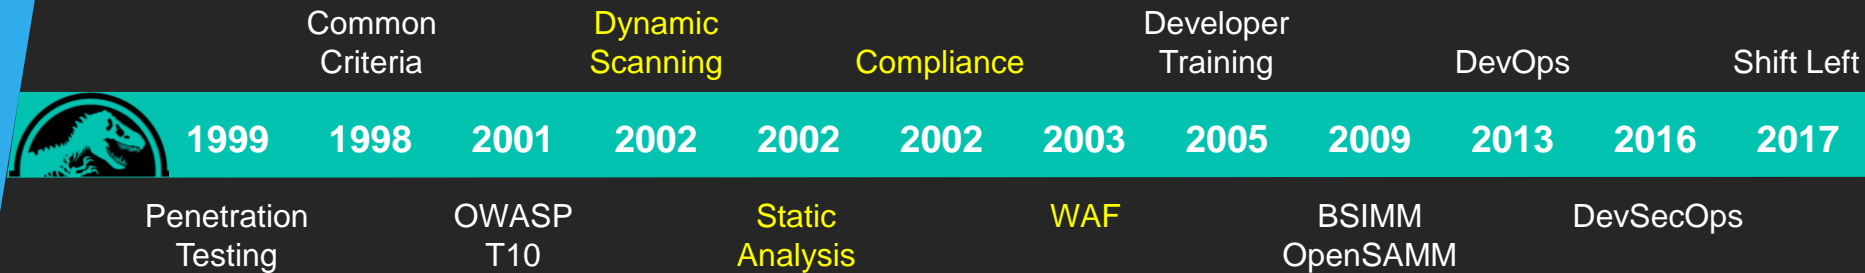 Common
Criteria
Dynamic
Scanning
Compliance
Developer
Training
DevOps
Shift Left
1999 1998 2001 2002 2002 2002 2003 2005 2009 2013 2016 2017
Penetration
Testing
OWASP
T10
Static
Analysis
WAF
BSIMM
OpenSAMM
DevSecOps